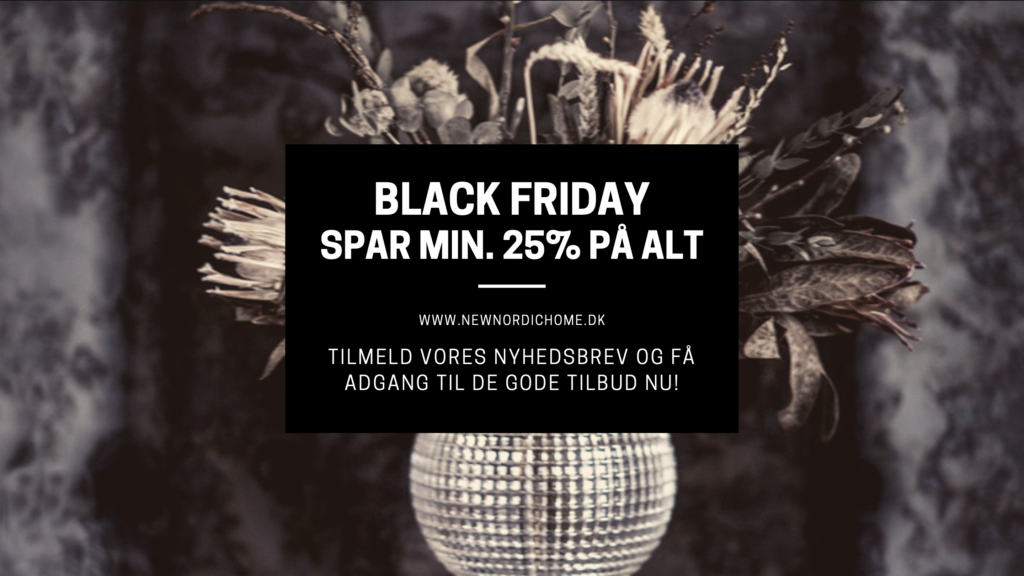 BLACK FRIDAY
SPAR MIN. 25% PÅ ALT
WWW.NEWNORDICHOME.DK
TILMELD VORES NYHEDSBREV OG FÅ
ADGANG TIL DE GODE TILBUD NU!